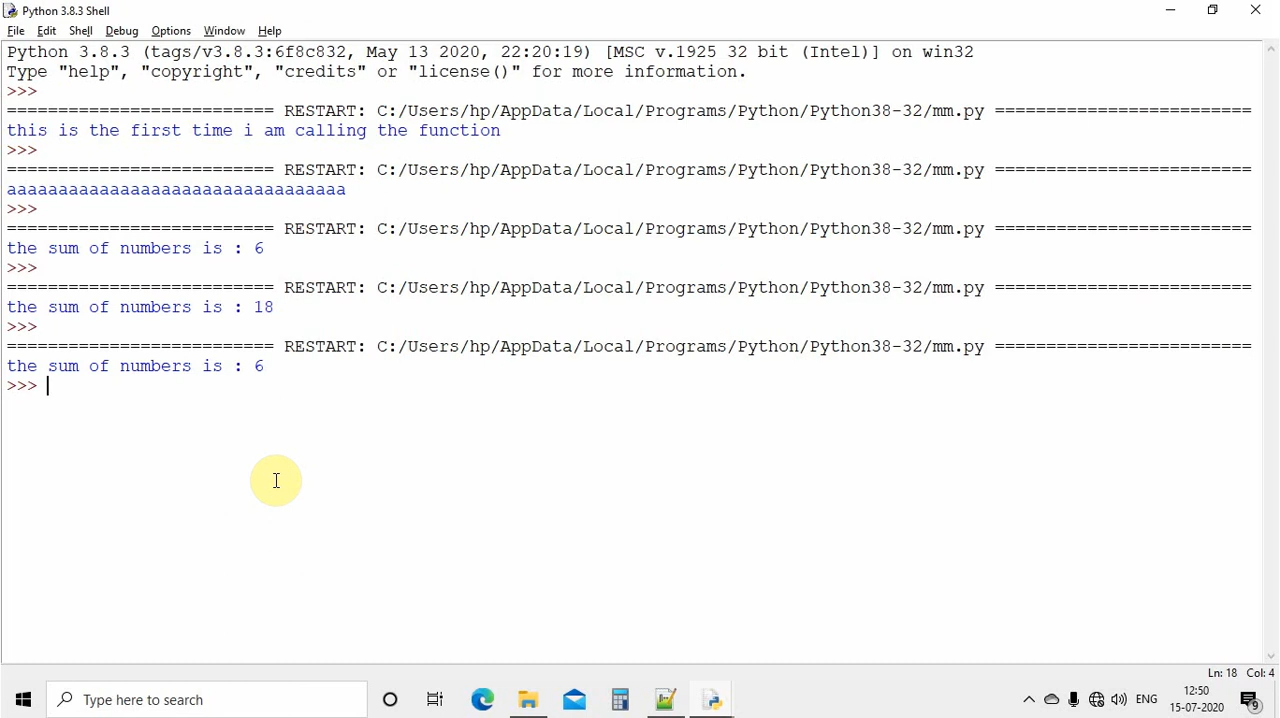 Python 3.8.3 Shell
File Edit Shell Debug Options Window Help
Python 3.8.3 (tags/v3.8.3:6f8c832, May 13 2020, 22:20:19) [MSC v.1925 32 bit (Intel)] on win32
Type "help", "copyright", "credits" or "license()" for more information.
>>>
========================== RESTART: C:/Users/hp/AppData/Local/Programs/Python/Python38-32/mm.py =========================
this is the first time i am calling the function
>>>
========================== RESTART: C:/Users/hp/AppData/Local/Programs/Python/Python38-32/mm.py =========================
aaaaaaaaaaaaaaaaaaaaaaaaaaaaaaaaa
>>>
========================== RESTART: C:/Users/hp/AppData/Local/Programs/Python/Python38-32/mm.py =========================
the sum of numbers is : 6
>>>
========================== RESTART: C:/Users/hp/AppData/Local/Programs/Python/Python38-32/mm.py =========================
the sum of numbers is : 18
>>>
========================== RESTART: C:/Users/hp/AppData/Local/Programs/Python/Python38-32/mm.py =========================
the sum of numbers is : 6
>>>
Ln: 18 Col: 4
Type here to search
ENG
12:50
15-07-2020
9